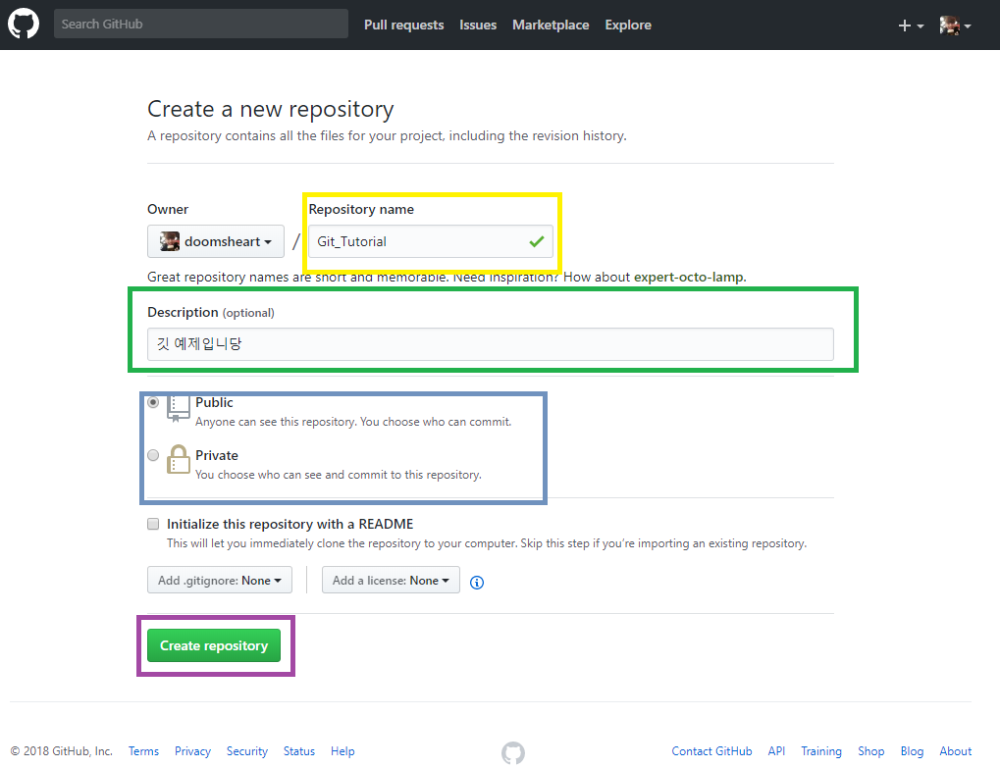 Search GitHub Pull requests Issues Marketplace Explore
Create a new repository
A repository contains all the files for your project, including the revision history.
Owner Repository name
doomsheart / Git_Tutorial
Great repository names are short and memorable. Need inspiration? How about expert-octo-lamp.
Description (optional)
깃 예제입니당
Public
Anyone can see this repository. You choose who can commit.
Private
You choose who can see and commit to this repository.
Initialize this repository with a README
This will let you immediately clone the repository to your computer. Skip this step if you’re importing an existing repository.
Add .gitignore: None Add a license: None
Create repository
© 2018 GitHub, Inc. Terms Privacy Security Status Help Contact GitHub API Training Shop Blog About